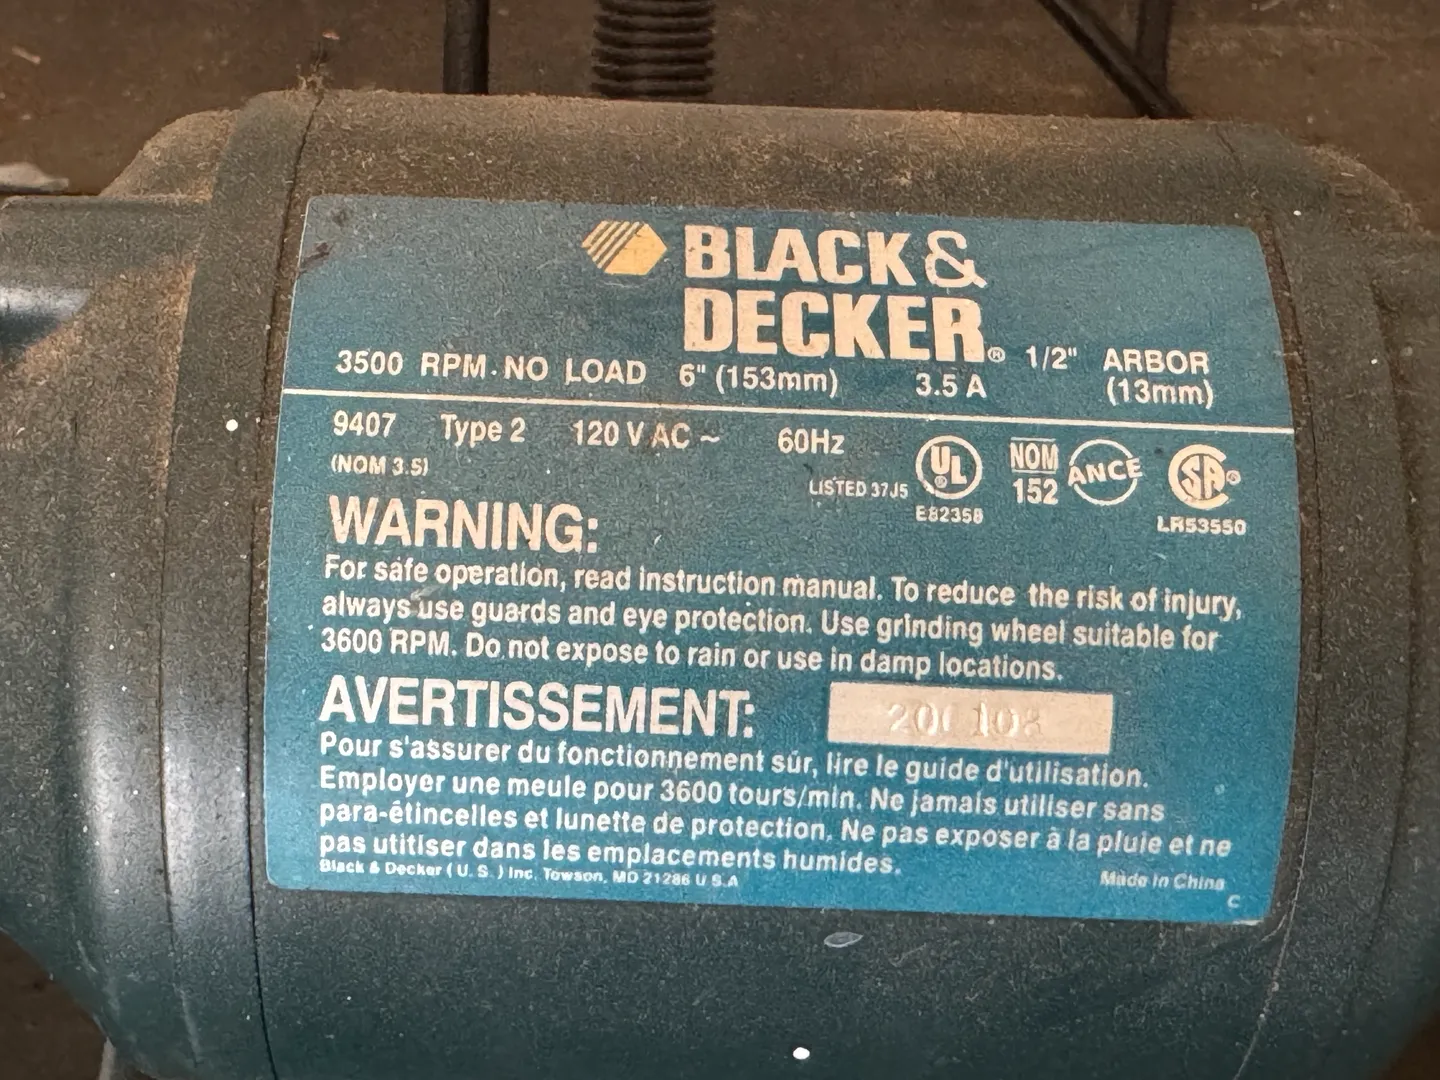 BLACK&
DECKER®
3500 RPM. NO LOAD 6" (153mm) 3.5 A 1/2" ARBOR
(13mm)
9407 Type 2 120 V AC ~ 60Hz
(NOM 3.5)
LISTED 37J5 UL® NOM ANCE SA®
E82358 152 LR53550
WARNING:
For safe operation, read instruction manual. To reduce the risk of injury,
always use guards and eye protection. Use grinding wheel suitable for
3600 RPM. Do not expose to rain or use in damp locations.
AVERTISSEMENT:
Pour s'assurer du fonctionnement sûr, lire le guide d'utilisation.
Employer une meule pour 3600 tours/min. Ne jamais utiliser sans
para-étincelles et lunette de protection. Ne pas exposer à la pluie et ne
pas utitiser dans les emplacements humides.
Black & Decker ( U. S. ) Inc, Towson, MD 21286 U S A Made in China
C